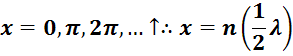 x = 0, π, 2π, … ↑∴ x = n(1/2 λ)